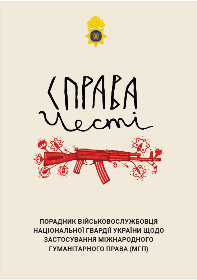 СПРАВА
Честі
ПОРАДНИК ВІЙСЬКОВОСЛУЖБОВЦЯ
НАЦІОНАЛЬНОЇ ГВАРДІЇ УКРАЇНИ ЩОДО
ЗАСТОСУВАННЯ МІЖНАРОДНОГО
ГУМАНІТАРНОГО ПРАВА (МГП)